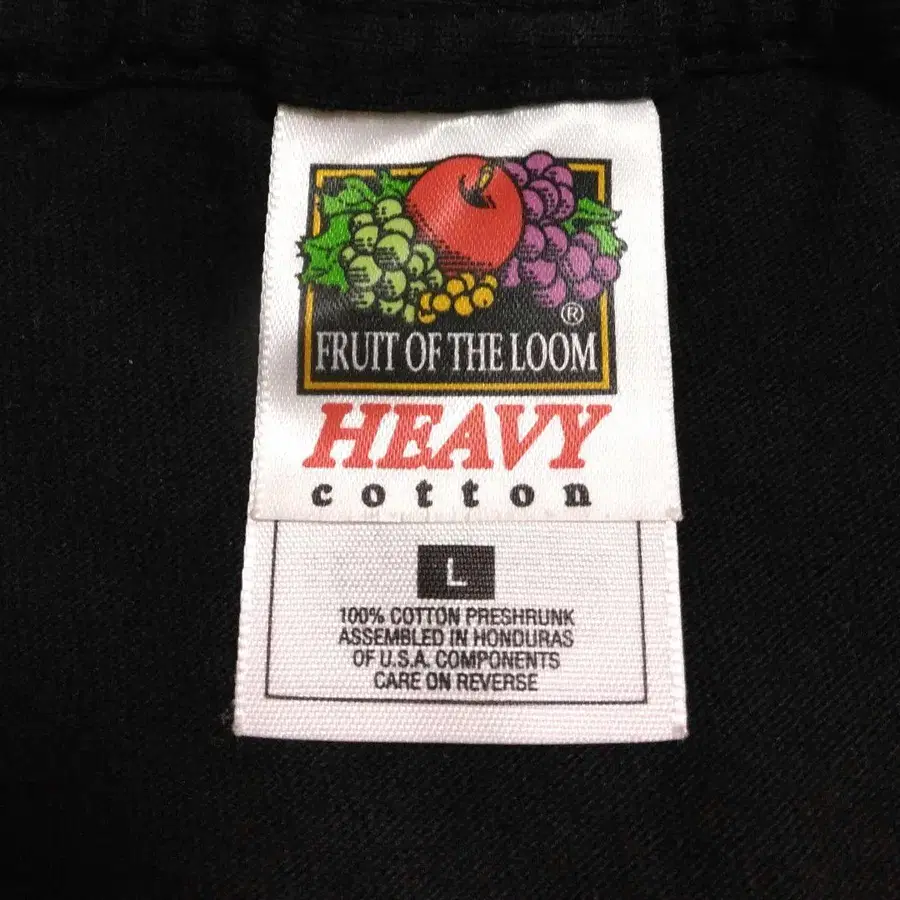 ®
FRUIT OF THE LOOM
HEAVY
cotton
L
100% COTTON PRESHRUNK
ASSEMBLED IN HONDURAS
OF U.S.A. COMPONENTS
CARE ON REVERSE